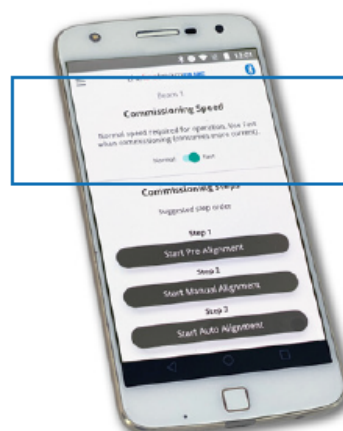 12:01
Beam 1
Commissioning Speed
Normal speed required for operation. Use Fast
when commissioning (consumes more current).
Normal Fast
Commissioning Steps
Suggested step order
Step 1
Start Pre Alignment
Step 2
Start Manual Alignment
Step 3
Start Auto Alignment